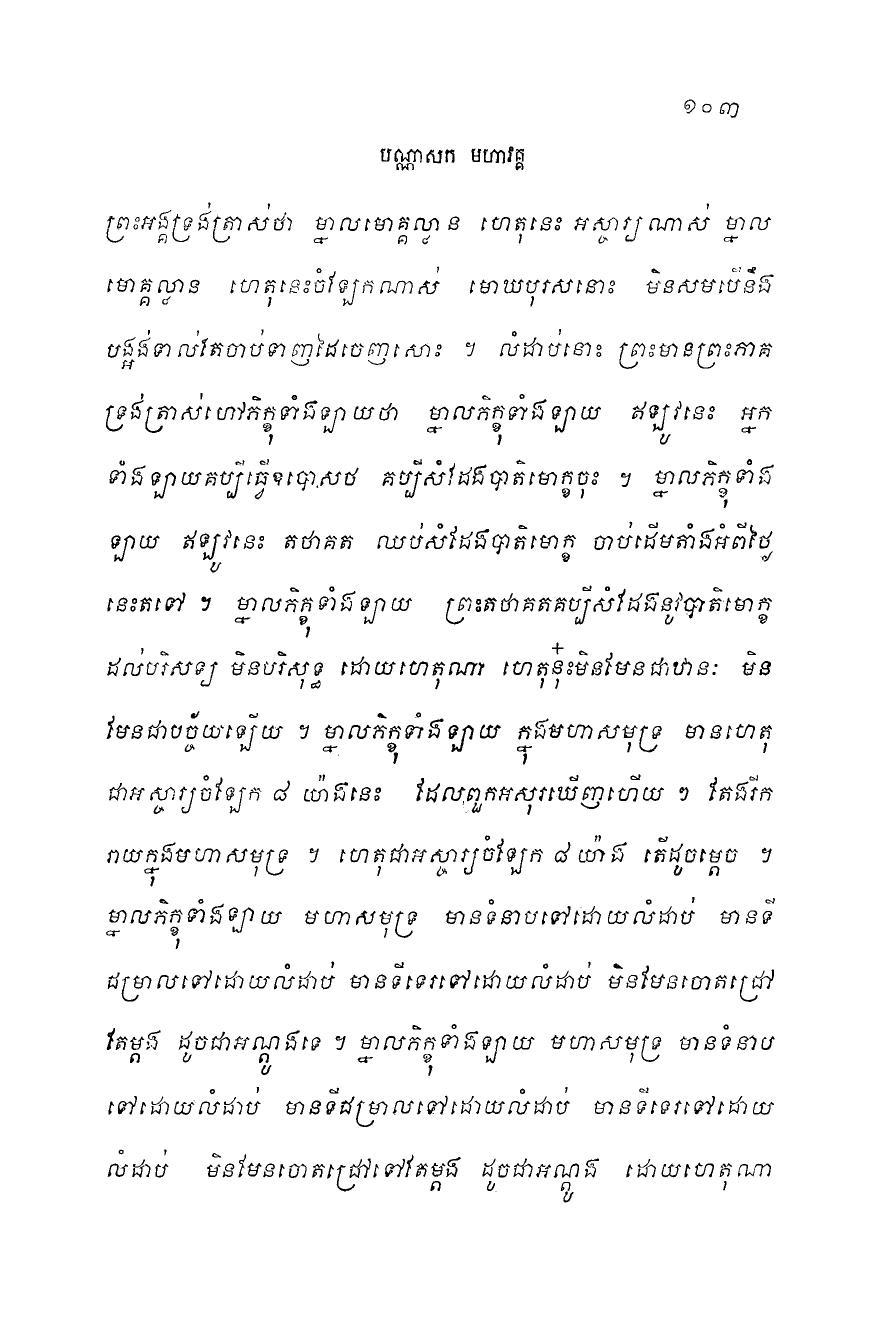 ១០៣
បណ្ណាសក មហាវគ្គ
ព្រះអង្គទ្រង់ត្រាស់ថា ម្នាលមោគ្គល្លាន ហេតុនេះ អស្ចារ្យណាស់ ម្នាល
មោគ្គល្លាន ហេតុនេះចំឡែកណាស់ មោឃបុរសនោះ មិនសមបើនឹង
បង្អង់ទាល់តែចាប់ទាញដៃចេញសោះ ។ លំដាប់នោះ ព្រះមានព្រះភាគ
ទ្រង់ត្រាស់ហៅភិក្ខុទាំងឡាយថា ម្នាលភិក្ខុទាំងឡាយ ឥឡូវនេះ អ្នក
ទាំងឡាយគប្បីធ្វើឧបោសថ គប្បីសំដែងបាតិមោក្ខចុះ ។ ម្នាលភិក្ខុទាំង
ឡាយ ឥឡូវនេះ តថាគត ឈប់សំដែងបាតិមោក្ខ ចាប់ដើមតាំងអំពីថ្ងៃ
នេះតទៅ ។ ម្នាលភិក្ខុទាំងឡាយ ព្រះតថាគតគប្បីសំដែងនូវបាតិមោក្ខ
ដល់បរិសទ្យ មិនបរិសុទ្ធ ដោយហេតុណា ហេតុនុ៎ះមិនមែនជាឋានៈ មិន
មែនជាបច្ច័យឡើយ ។ ម្នាលភិក្ខុទាំងឡាយ ក្នុងមហាសមុទ្រ មានហេតុ
ជាអស្ចារ្យចំឡែក ៨ យ៉ាងនេះ ដែលពួកអសុរឃើញហើយ ៗ តែងរីក
រាយក្នុងមហាសមុទ្រ ។ ហេតុជាអស្ចារ្យចំឡែក ៨ យ៉ាង តើដូចម្តេច ។
ម្នាលភិក្ខុទាំងឡាយ មហាសមុទ្រ មានទំនាបទៅដោយលំដាប់ មានទី
ជម្រាលទៅដោយលំដាប់ មានទីទេរទៅដោយលំដាប់ មិនមែនចោតជ្រៅ
តែម្តង ដូចជាអណ្តូងទេ ។ ម្នាលភិក្ខុទាំងឡាយ មហាសមុទ្រ មានទំនាប
ទៅដោយលំដាប់ មានទីជម្រាលទៅដោយលំដាប់ មានទីទេរទៅដោយ
លំដាប់ មិនមែនចោតជ្រៅទៅតែម្តង ដូចជាអណ្តូង ដោយហេតុណា